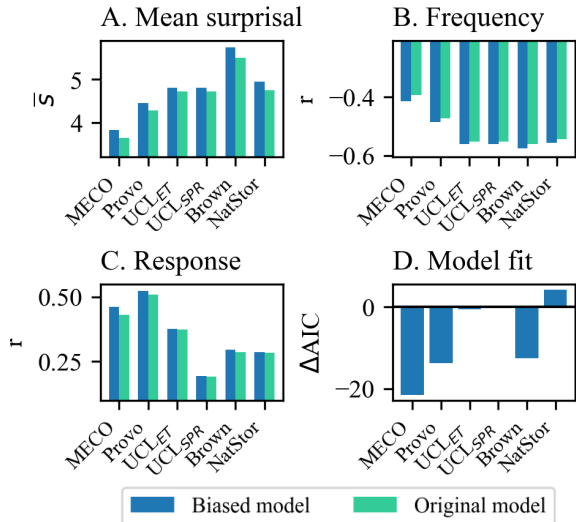 A. Mean surprisal
B. Frequency
s̅
5
4
MECO
Provo
UCL_ET
UCL_SPR
Brown
NatStor
r
−0.4
−0.6
MECO
Provo
UCL_ET
UCL_SPR
Brown
NatStor
C. Response
D. Model fit
r
0.50
0.25
MECO
Provo
UCL_ET
UCL_SPR
Brown
NatStor
ΔAIC
0
−20
MECO
Provo
UCL_ET
UCL_SPR
Brown
NatStor
Biased model
Original model